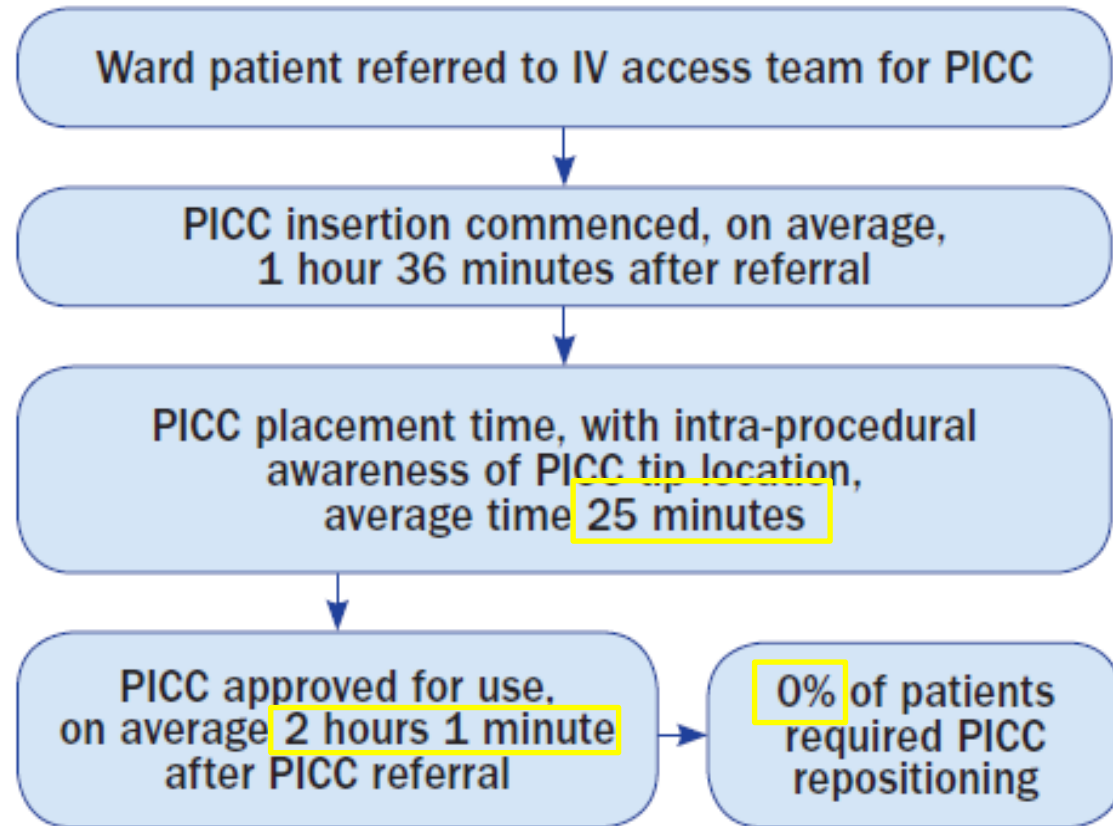 Ward patient referred to IV access team for PICC
PICC insertion commenced, on average,
1 hour 36 minutes after referral
PICC placement time, with intra-procedural
awareness of PICC tip location,
average time 25 minutes
PICC approved for use,
on average 2 hours 1 minute
after PICC referral
0% of patients
required PICC
repositioning